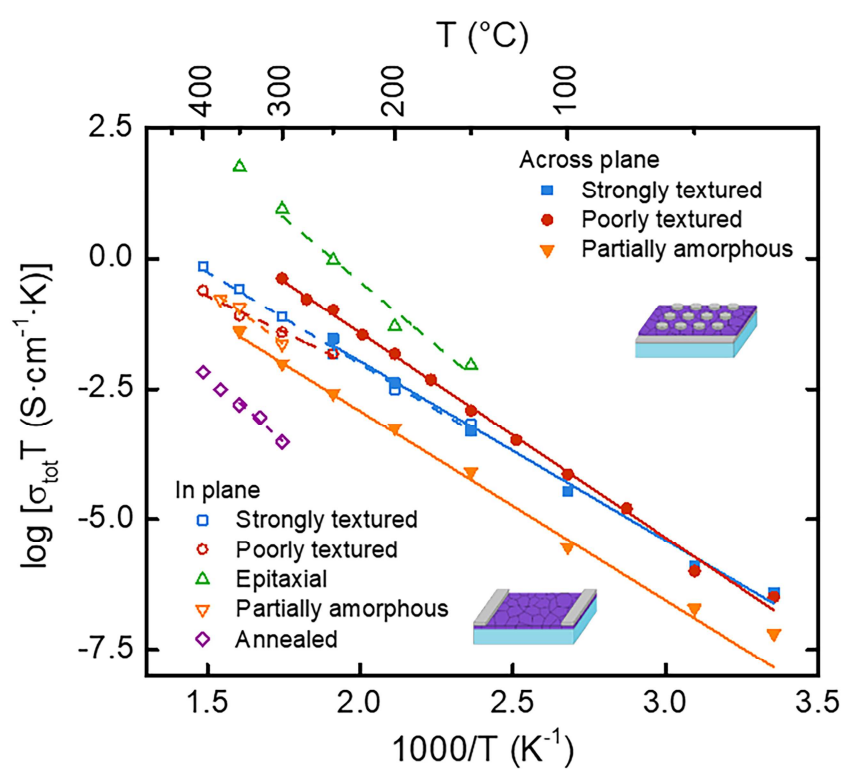 T (°C)
400 300 200 100
2.5
0.0
-2.5
-5.0
-7.5
log [σtotT (S·cm⁻¹·K)]
Across plane
Strongly textured
Poorly textured
Partially amorphous
In plane
Strongly textured
Poorly textured
Epitaxial
Partially amorphous
Annealed
1.5 2.0 2.5 3.0 3.5
1000/T (K⁻¹)